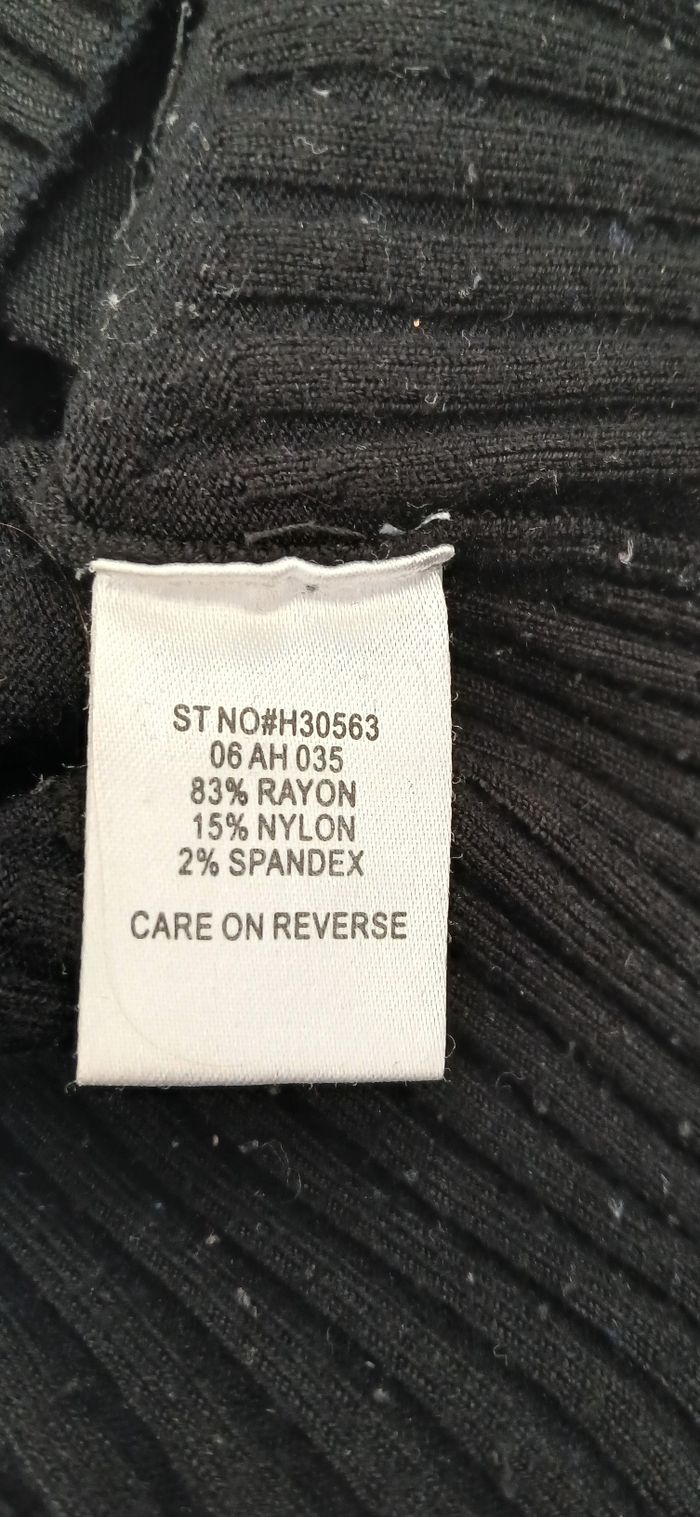 ST NO#H30563
06 AH 035
83% RAYON
15% NYLON
2% SPANDEX
CARE ON REVERSE